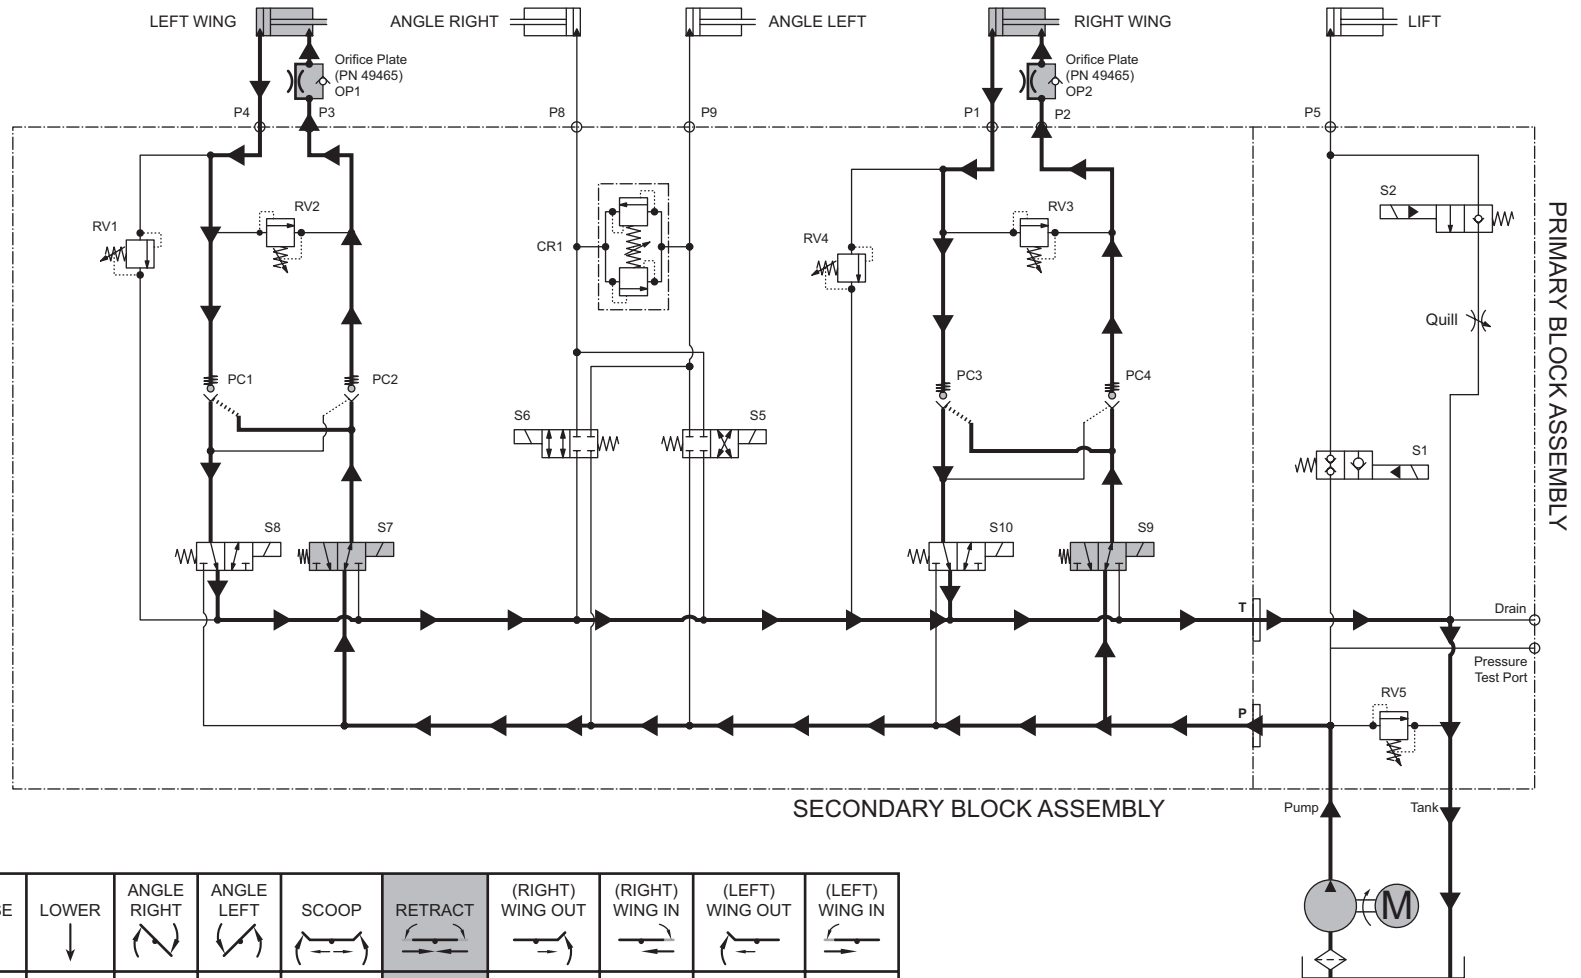 LEFT WING
ANGLE RIGHT
ANGLE LEFT
RIGHT WING
LIFT
Orifice Plate
(PN 49465)
OP1
Orifice Plate
(PN 49465)
OP2
P4
P3
P8
P9
P1
P2
P5
S2
RV1
RV2
CR1
RV4
RV3
Quill
PRIMARY BLOCK ASSEMBLY
PC1
PC2
PC3
PC4
S6
S5
S1
S8
S7
S10
S9
T
Drain
Pressure
Test Port
P
RV5
SECONDARY BLOCK ASSEMBLY
Pump
Tank
M
E
LOWER
ANGLE
RIGHT
ANGLE
LEFT
SCOOP
RETRACT
(RIGHT)
WING OUT
(RIGHT)
WING IN
(LEFT)
WING OUT
(LEFT)
WING IN